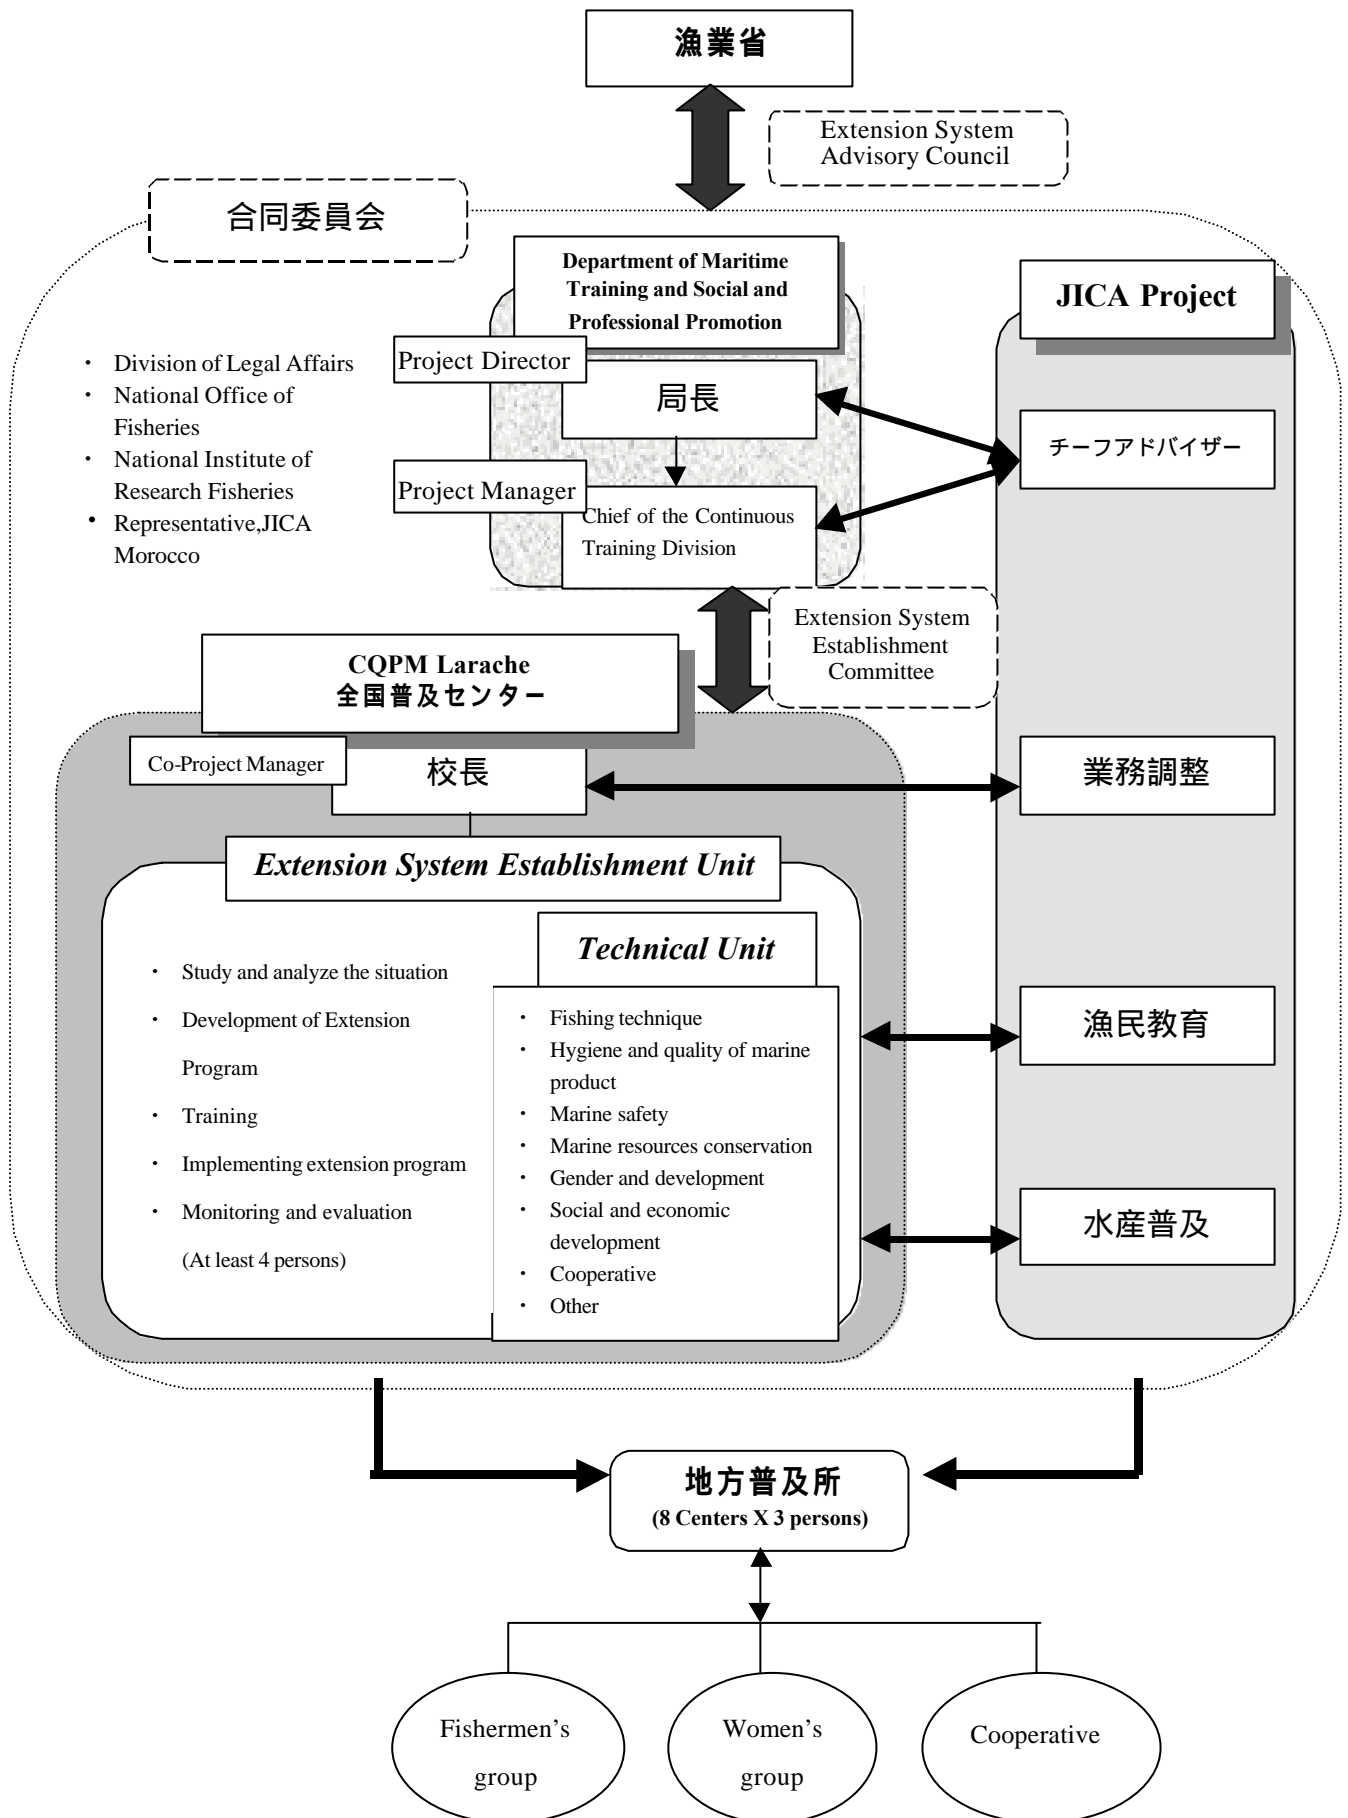 漁業省
Extension System
Advisory Council
合同委員会
Department of Maritime
Training and Social and
Professional Promotion
JICA Project
Project Director
局長
・ Division of Legal Affairs
・ National Office of
Fisheries
・ National Institute of
Research Fisheries
• Representative,JICA
Morocco
チーフアドバイザー
Project Manager
Chief of the Continuous
Training Division
Extension System
Establishment
Committee
CQPM Larache
全国普及センター
Co-Project Manager
校長
業務調整
Extension System Establishment Unit
・ Study and analyze the situation
・ Development of Extension
Program
・ Training
・ Implementing extension program
・ Monitoring and evaluation
(At least 4 persons)
Technical Unit
・ Fishing technique
・ Hygiene and quality of marine
product
・ Marine safety
・ Marine resources conservation
・ Gender and development
・ Social and economic
development
・ Cooperative
・ Other
漁民教育
水産普及
地方普及所
(8 Centers X 3 persons)
Fishermen’s
group
Women’s
group
Cooperative